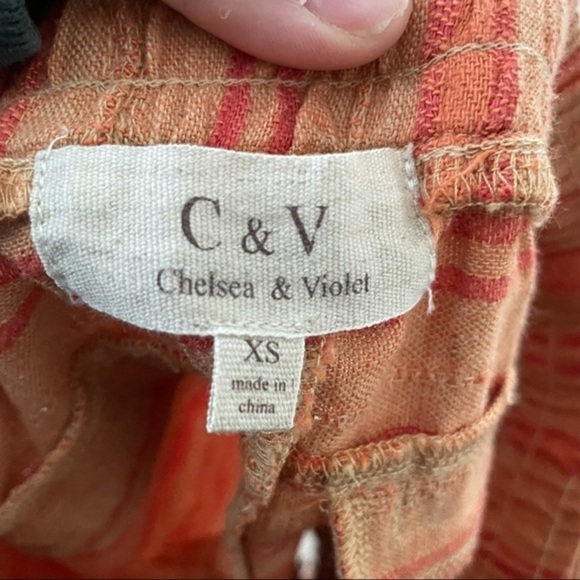 C & V
Chelsea & Violet
XS
made in
china